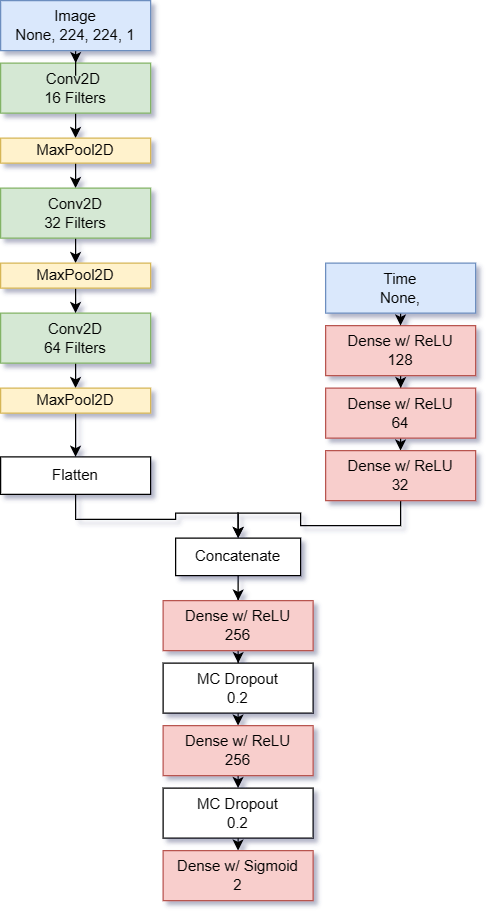 Image
None, 224, 224, 1
Conv2D
16 Filters
MaxPool2D
Conv2D
32 Filters
MaxPool2D
Conv2D
64 Filters
MaxPool2D
Flatten
Time
None,
Dense w/ ReLU
128
Dense w/ ReLU
64
Dense w/ ReLU
32
Concatenate
Dense w/ ReLU
256
MC Dropout
0.2
Dense w/ ReLU
256
MC Dropout
0.2
Dense w/ Sigmoid
2